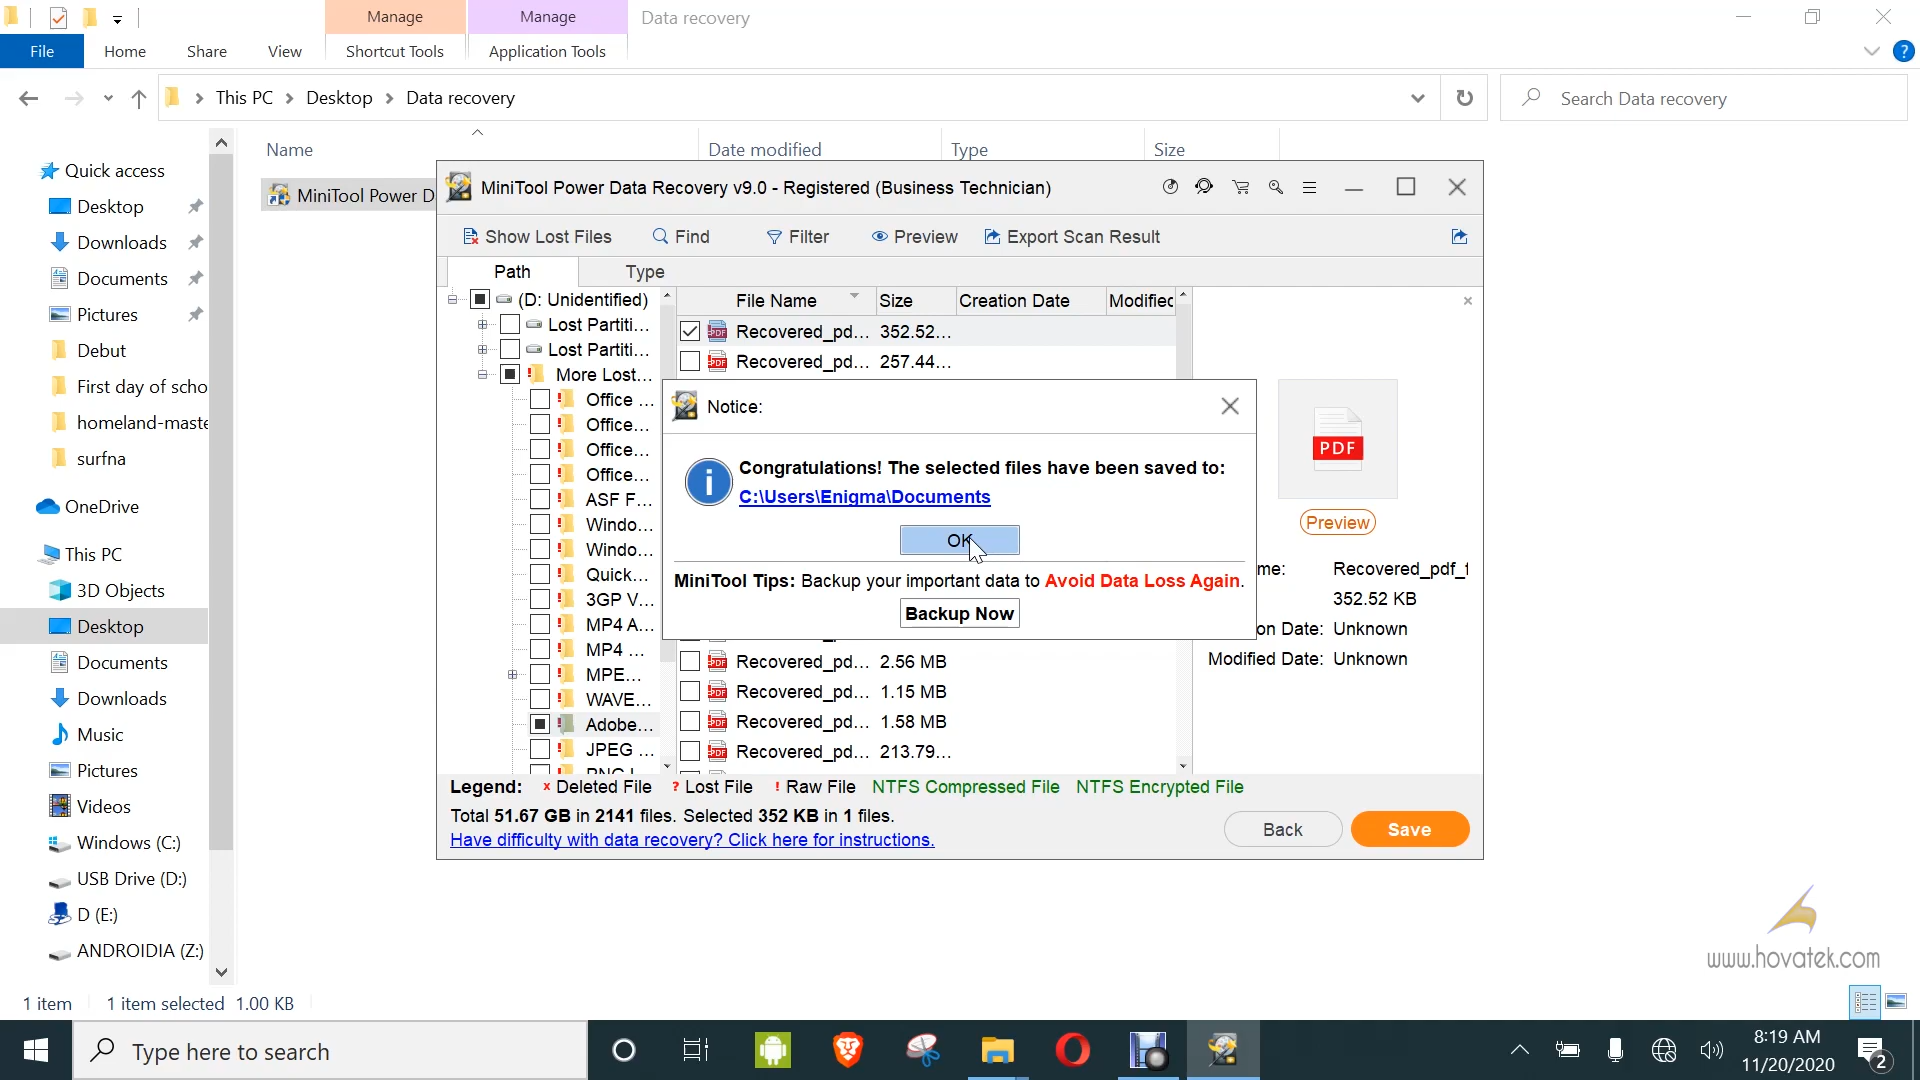 Manage
Manage
Data recovery
File
Home
Share
View
Shortcut Tools
Application Tools
?
This PC
Desktop
Data recovery
Search Data recovery
Name
Date modified
Type
Size
Quick access
Desktop
Downloads
Documents
Pictures
Debut
First day of scho
homeland-maste
surfna
OneDrive
This PC
3D Objects
Desktop
Documents
Downloads
Music
Pictures
Videos
Windows (C:)
USB Drive (D:)
D (E:)
ANDROIDIA (Z:)
MiniTool Power D
MiniTool Power Data Recovery v9.0 - Registered (Business Technician)
Show Lost Files
Find
Filter
Preview
Export Scan Result
Path
Type
(D: Unidentified)
Lost Partiti...
Lost Partiti...
More Lost...
Office ...
Office...
Office...
Office...
ASF F...
Windo...
Windo...
Quick...
3GP V...
MP4 A...
MP4 ...
MPE...
WAVE...
Adobe...
JPEG ...
File Name
Size
Creation Date
Modified
Recovered_pd... 352.52...
Recovered_pd... 257.44...
Notice:
Congratulations! The selected files have been saved to:
C:\Users\Enigma\Documents
OK
MiniTool Tips: Backup your important data to Avoid Data Loss Again.
Backup Now
Recovered_pd... 2.56 MB
Recovered_pd... 1.15 MB
Recovered_pd... 1.58 MB
Recovered_pd... 213.79...
PDF
Preview
me: Recovered_pdf_f
352.52 KB
on Date: Unknown
Modified Date: Unknown
Legend: x Deleted File ? Lost File ! Raw File NTFS Compressed File NTFS Encrypted File
Total 51.67 GB in 2141 files. Selected 352 KB in 1 files.
Have difficulty with data recovery? Click here for instructions.
Back
Save
www.hovatek.com
1 item
1 item selected 1.00 KB
Type here to search
8:19 AM
11/20/2020
2